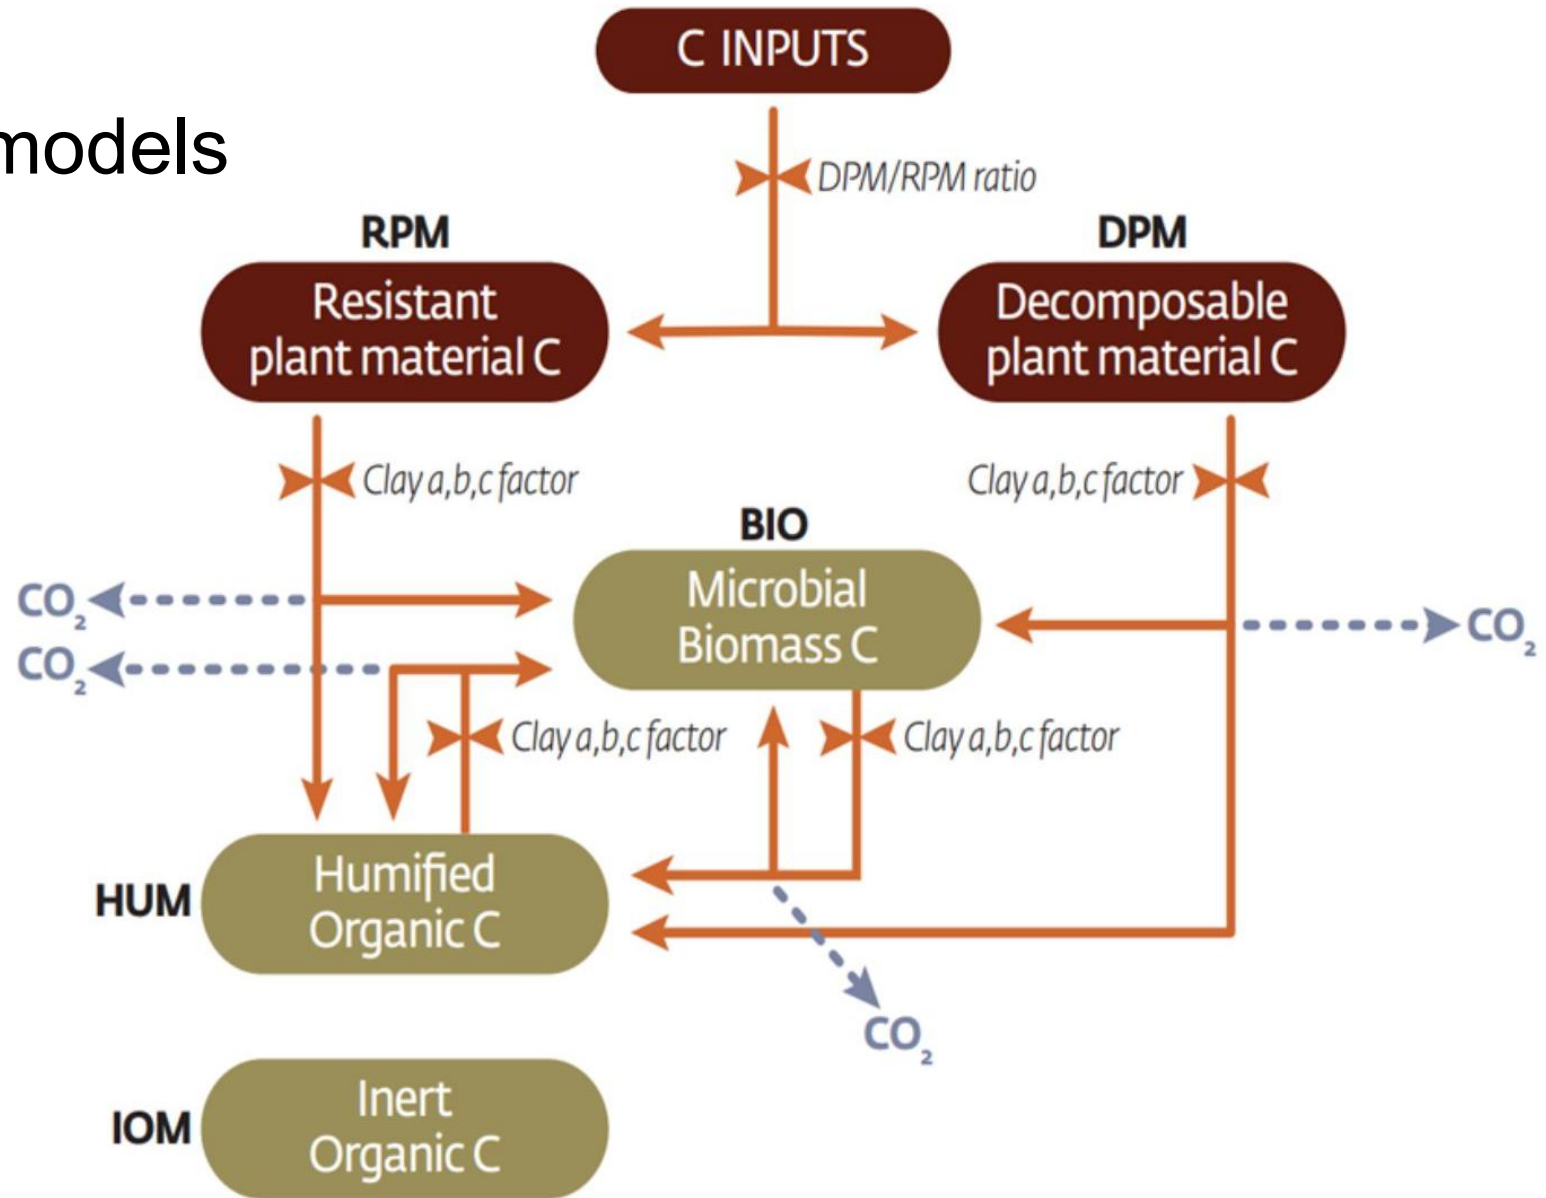 C INPUTS
models
DPM/RPM ratio
RPM
DPM
Resistant
plant material C
Decomposable
plant material C
Clay a,b,c factor
Clay a,b,c factor
BIO
Microbial
Biomass C
CO₂
CO₂
CO₂
Clay a,b,c factor
Clay a,b,c factor
HUM
Humified
Organic C
CO₂
IOM
Inert
Organic C